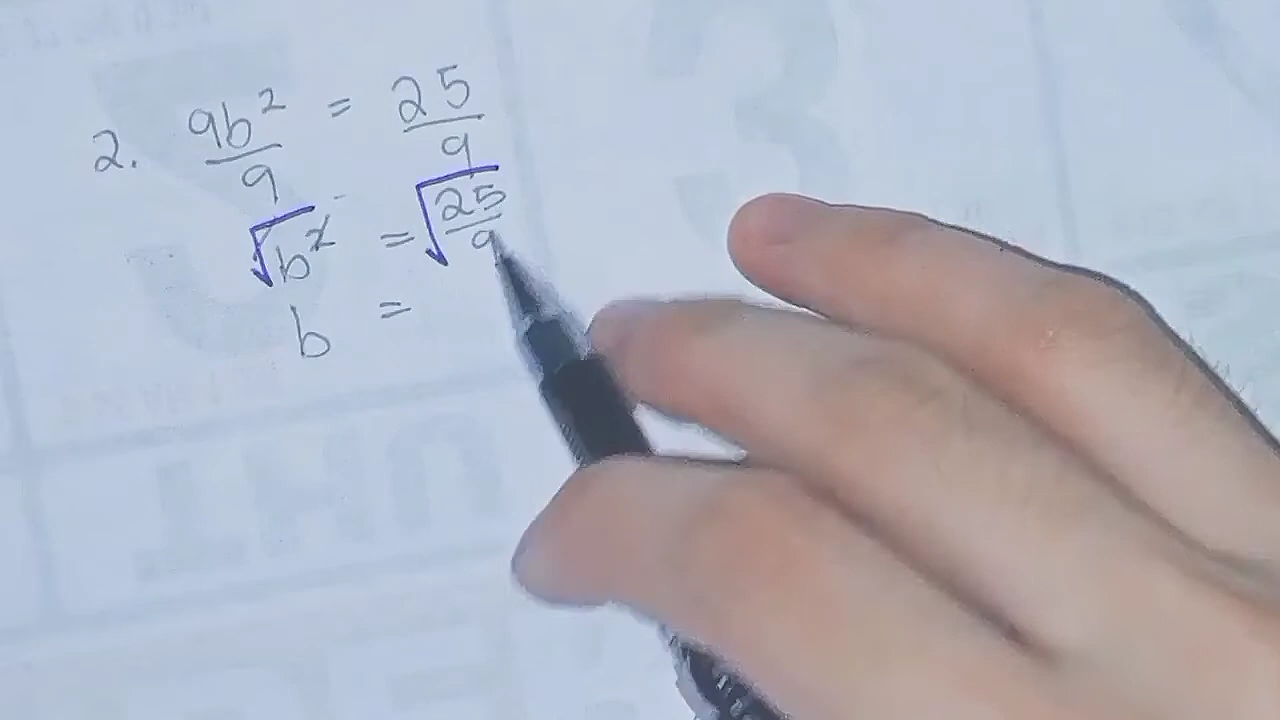 2. 9b²/9 = 25/9
√b² = √25/9
b =